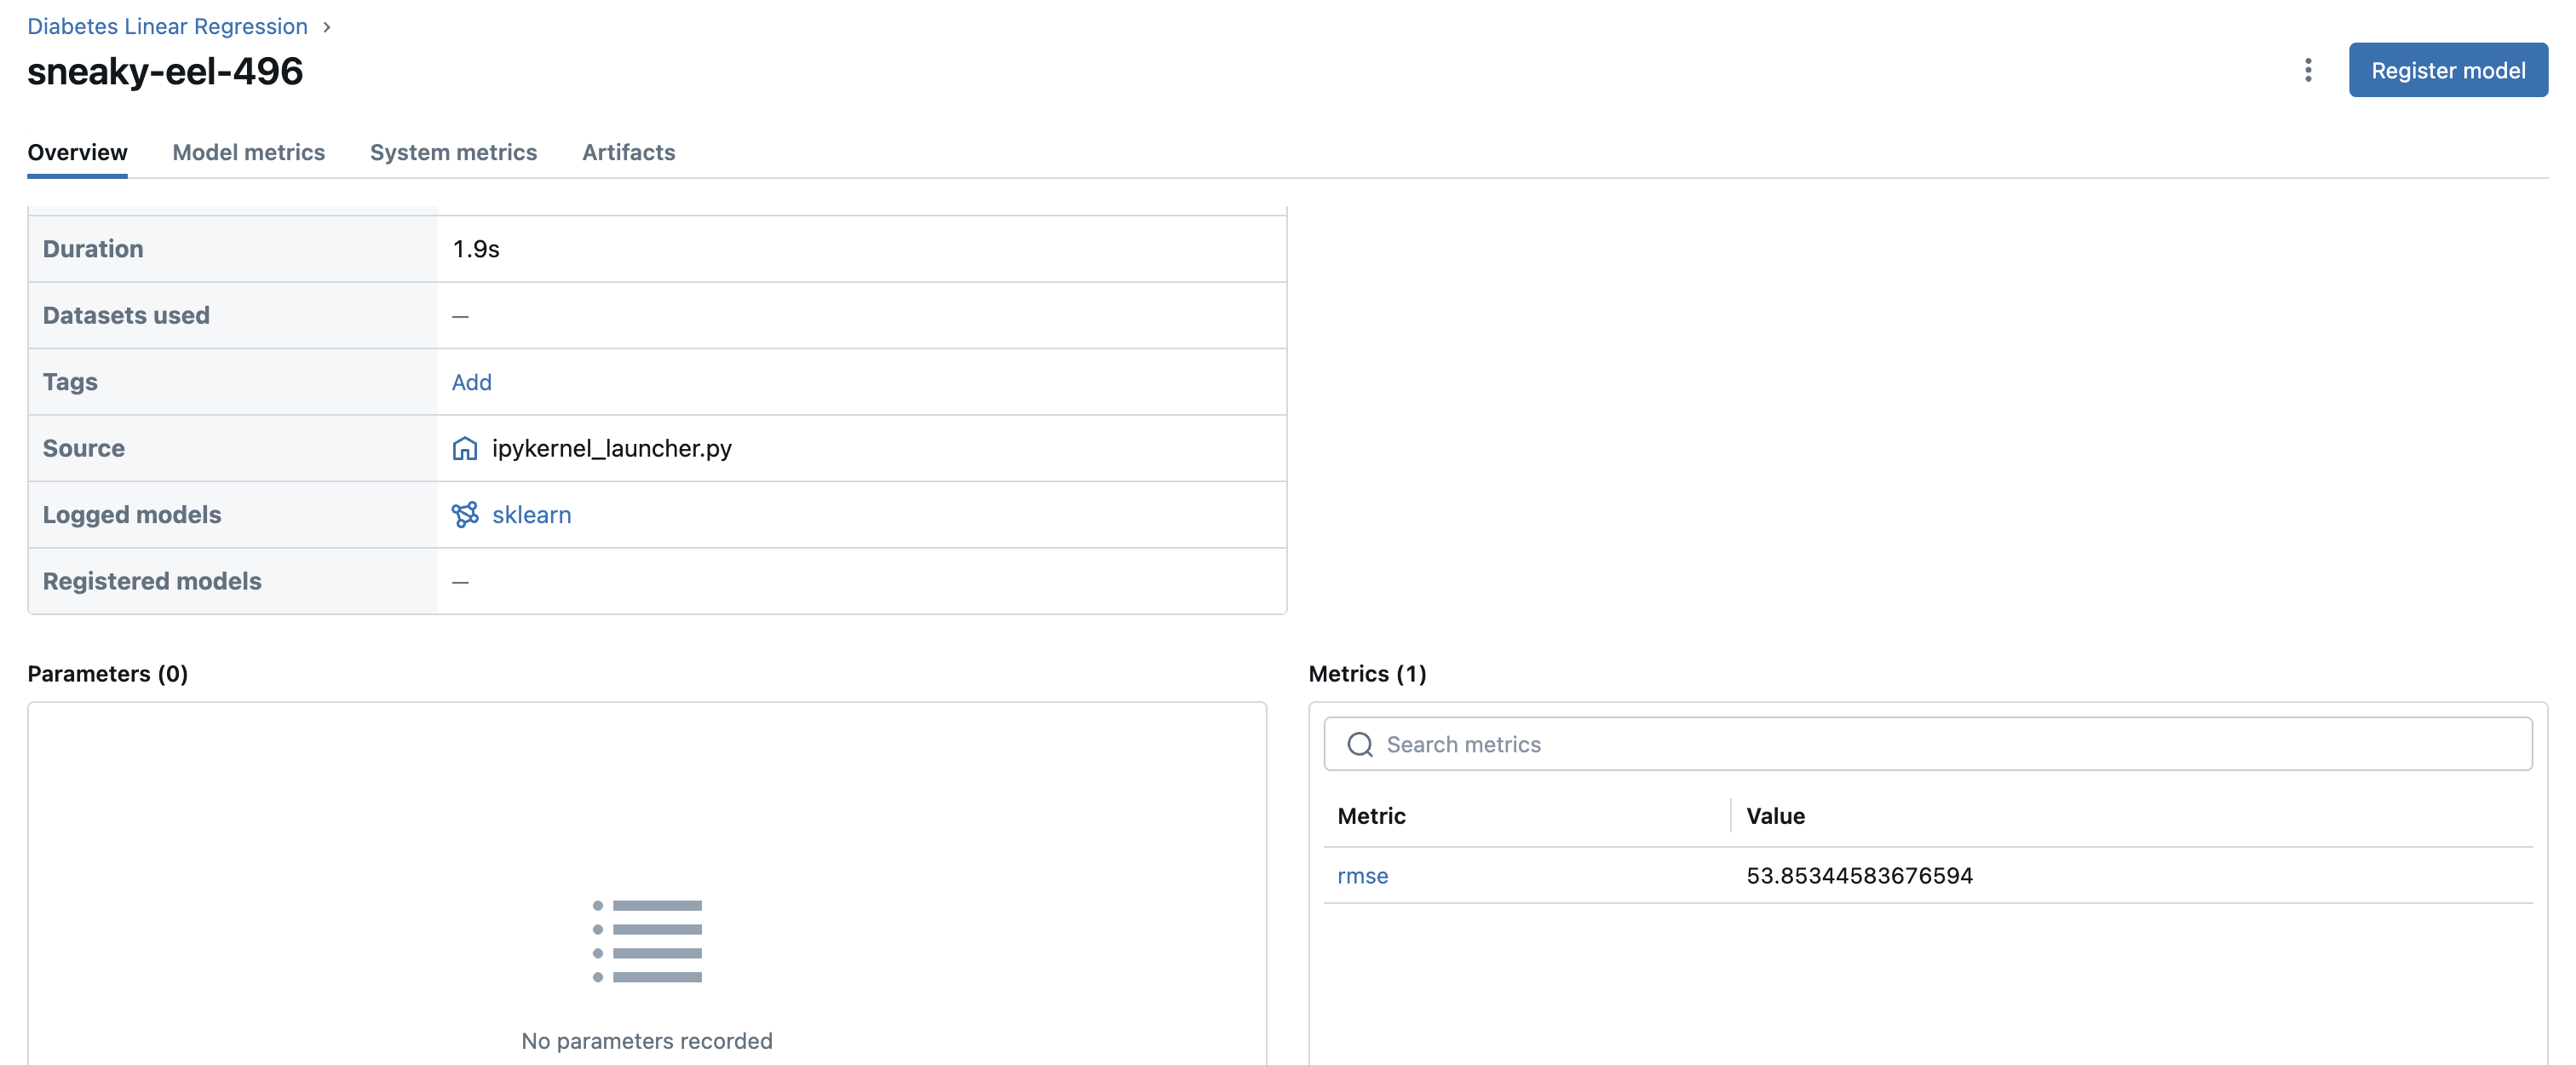 Diabetes Linear Regression
sneaky-eel-496
Register model
Overview Model metrics System metrics Artifacts
Duration 1.9s
Datasets used —
Tags Add
Source ipykernel_launcher.py
Logged models sklearn
Registered models —
Parameters (0)
No parameters recorded
Metrics (1)
Search metrics
Metric Value
rmse 53.85344583676594